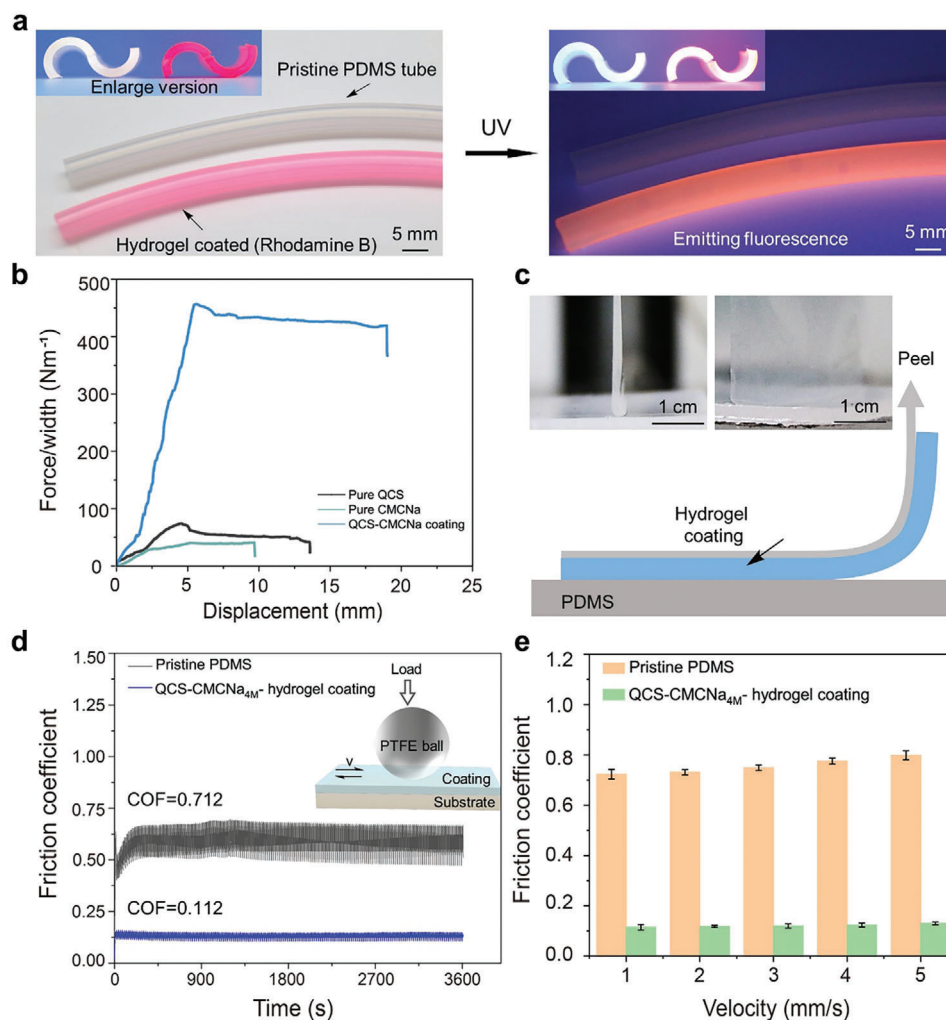 a
Enlarge version
Pristine PDMS tube
Hydrogel coated (Rhodamine B)
5 mm
UV
Emitting fluorescence
5 mm
b
Force/width (Nm⁻¹)
500
400
300
200
100
50
0
0
5
10
15
20
25
Displacement (mm)
Pure QCS
Pure CMCNa
QCS-CMCNa coating
c
1 cm
1 cm
Peel
Hydrogel
coating
PDMS
d
Friction coefficient
1.50
1.25
1.00
0.75
0.50
0.25
0.00
0
900
1800
2700
3600
Time (s)
Pristine PDMS
QCS-CMCNa4M- hydrogel coating
Load
PTFE ball
v
Coating
Substrate
COF=0.712
COF=0.112
e
Friction coefficient
1.2
1.0
0.8
0.6
0.4
0.2
0.0
1
2
3
4
5
Velocity (mm/s)
Pristine PDMS
QCS-CMCNa4M- hydrogel coating